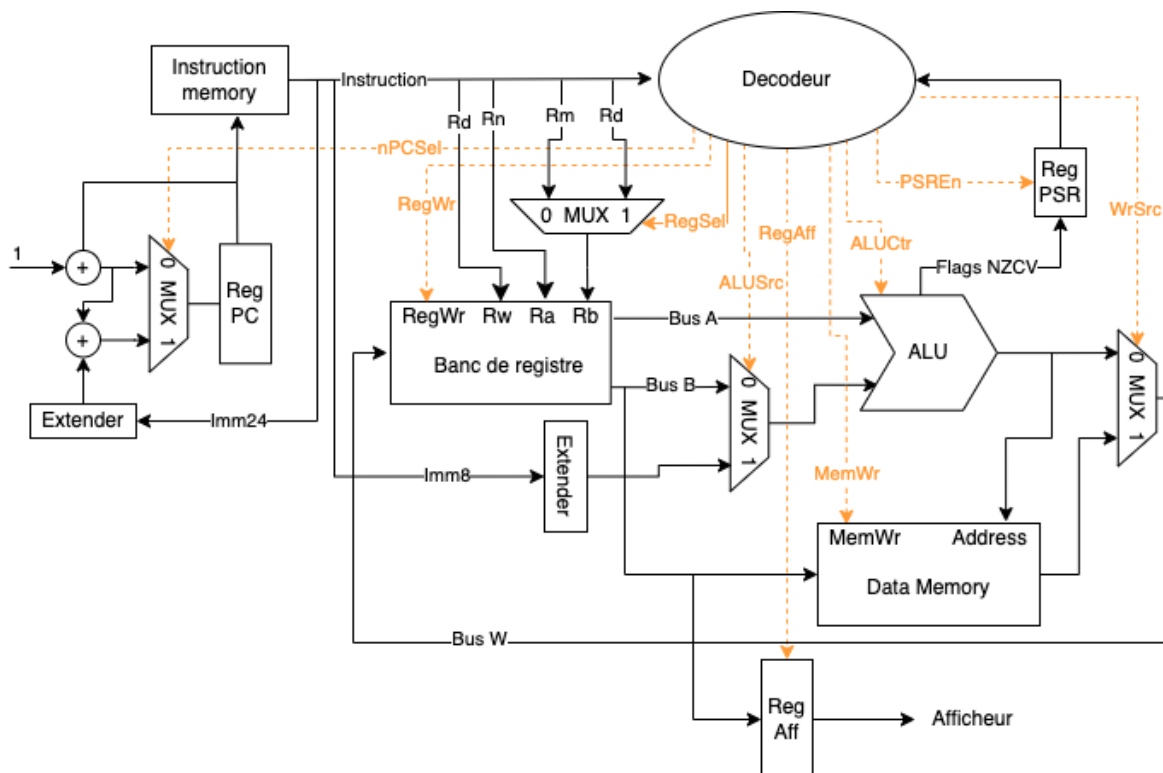 Instruction
memory
Instruction
Decodeur
Rd
Rn
Rm
Rd
nPCSel
RegWr
0 MUX 1
RegSel
RegAff
ALUSrc
ALUCtr
PSREn
Reg
PSR
WrSrc
1
+
+
0 MUX 1
Reg
PC
Extender
Imm24
RegWr Rw Ra Rb
Banc de registre
Bus A
Bus B
Flags NZCV
ALU
0 MUX 1
0 MUX 1
Imm8
Extender
MemWr
MemWr Address
Data Memory
Bus W
Reg
Aff
Afficheur